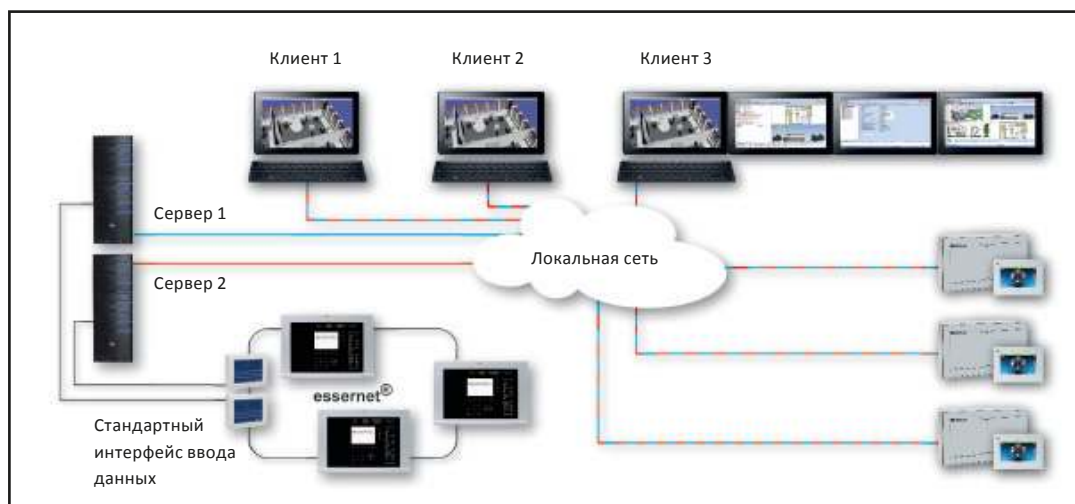 Клиент 1
Клиент 2
Клиент 3
Сервер 1
Локальная сеть
Сервер 2
essernet®
Стандартный
интерфейс ввода
данных